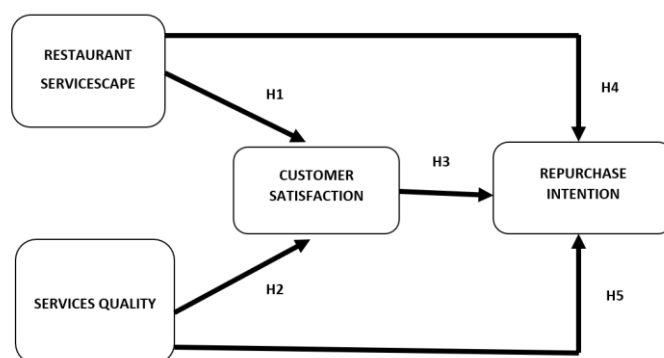 RESTAURANT
SERVICESCAPE
H1
H4
CUSTOMER
SATISFACTION
H3
REPURCHASE
INTENTION
H2
SERVICES QUALITY
H5